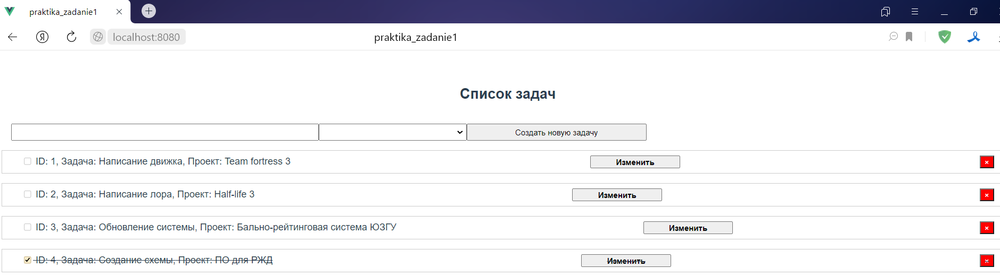 praktika_zadanie1
Я localhost:8080 praktika_zadanie1
Список задач
Создать новую задачу
ID: 1, Задача: Написание движка, Проект: Team fortress 3 Изменить ×
ID: 2, Задача: Написание лора, Проект: Half-life 3 Изменить ×
ID: 3, Задача: Обновление системы, Проект: Бально-рейтинговая система ЮЗГУ Изменить ×
ID: 4, Задача: Создание схемы, Проект: ПО для РЖД Изменить ×